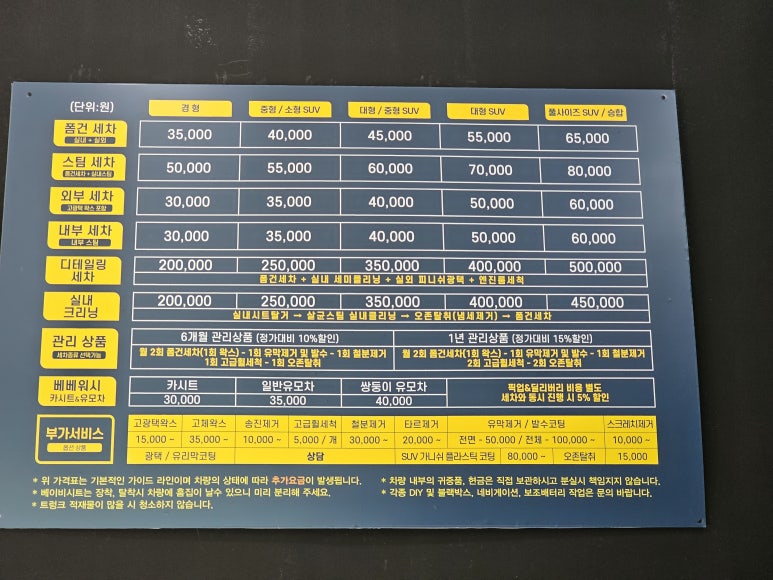 (단위:원) 경 형 중형 / 소형 SUV 대형 / 중형 SUV 대형 SUV 풀사이즈 SUV / 승합
폼건 세차 35,000 40,000 45,000 55,000 65,000
실내 + 실외
스팀 세차 50,000 55,000 60,000 70,000 80,000
폼건세차 + 실내스팀
외부 세차 30,000 35,000 40,000 50,000 60,000
고광택 왁스 포함
내부 세차 30,000 35,000 40,000 50,000 60,000
내부 스팀
디테일링 세차 200,000 250,000 350,000 400,000 500,000
폼건세차 + 실내 세미클리닝 + 실외 피니쉬광택 + 엔진룸세척
실내 크리닝 200,000 250,000 350,000 400,000 450,000
실내시트탈거 → 살균스팀 실내클리닝 → 오존탈취(냄새제거) → 폼건세차
관리 상품 6개월 관리상품 (정가대비 10%할인) 1년 관리상품 (정가대비 15%할인)
세차종류 선택가능
월 2회 폼건세차(1회 왁스) - 1회 유막제거 및 발수 - 1회 철분제거 월 2회 폼건세차(1회 왁스) - 1회 유막제거 및 발수 - 1회 철분제거
1회 고급휠세척 - 1회 오존탈취 2회 고급휠세척 - 2회 오존탈취
베베워시 카시트 일반유모차 쌍둥이 유모차 픽업&딜리버리 비용 별도
카시트&유모차 30,000 35,000 40,000 세차와 동시 진행 시 5% 할인
부가서비스 고광택왁스 고체왁스 송진제거 고급휠세척 철분제거 타르제거 유막제거 / 발수코팅 스크레치제거
옵션 상품 15,000 ~ 35,000 ~ 10,000 ~ 5,000 / 개 30,000 ~ 20,000 ~ 전면 - 50,000 / 전체 - 100,000 ~ 10,000 ~
광택 / 유리막코팅 상담 SUV 가니쉬 플라스틱 코팅 80,000 ~ 오존탈취 15,000
* 위 가격표는 기본적인 가이드 라인이며 차량의 상태에 따라 추가요금이 발생됩니다. * 차량 내부의 귀중품, 현금은 직접 보관하시고 분실시 책임지지 않습니다.
* 베이비시트는 장착, 탈착시 차량에 흠집이 날수 있으니 미리 분리해 주세요. * 각종 DIY 및 블랙박스, 네비게이션, 보조배터리 작업은 문의 바랍니다.
* 트렁크 적재물이 많을 시 청소하지 않습니다.